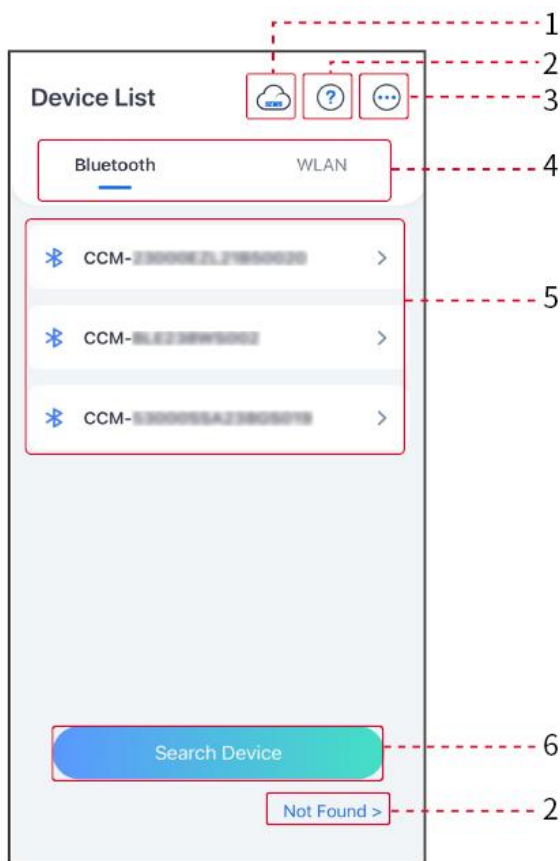 1
2
Device List
?
3
Bluetooth WLAN
4
CCM-
5
CCM-
CCM-
Search Device
6
Not Found >
2